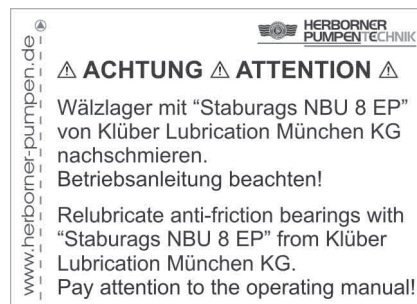 HERBORNER
PUMPENTECHNIK
⚠ ACHTUNG ⚠ ATTENTION ⚠
Wälzlager mit “Staburags NBU 8 EP”
von Klüber Lubrication München KG
nachschmieren.
Betriebsanleitung beachten!
Relubricate anti-friction bearings with
“Staburags NBU 8 EP” from Klüber
Lubrication München KG.
Pay attention to the operating manual!
www.herborner-pumpen.de